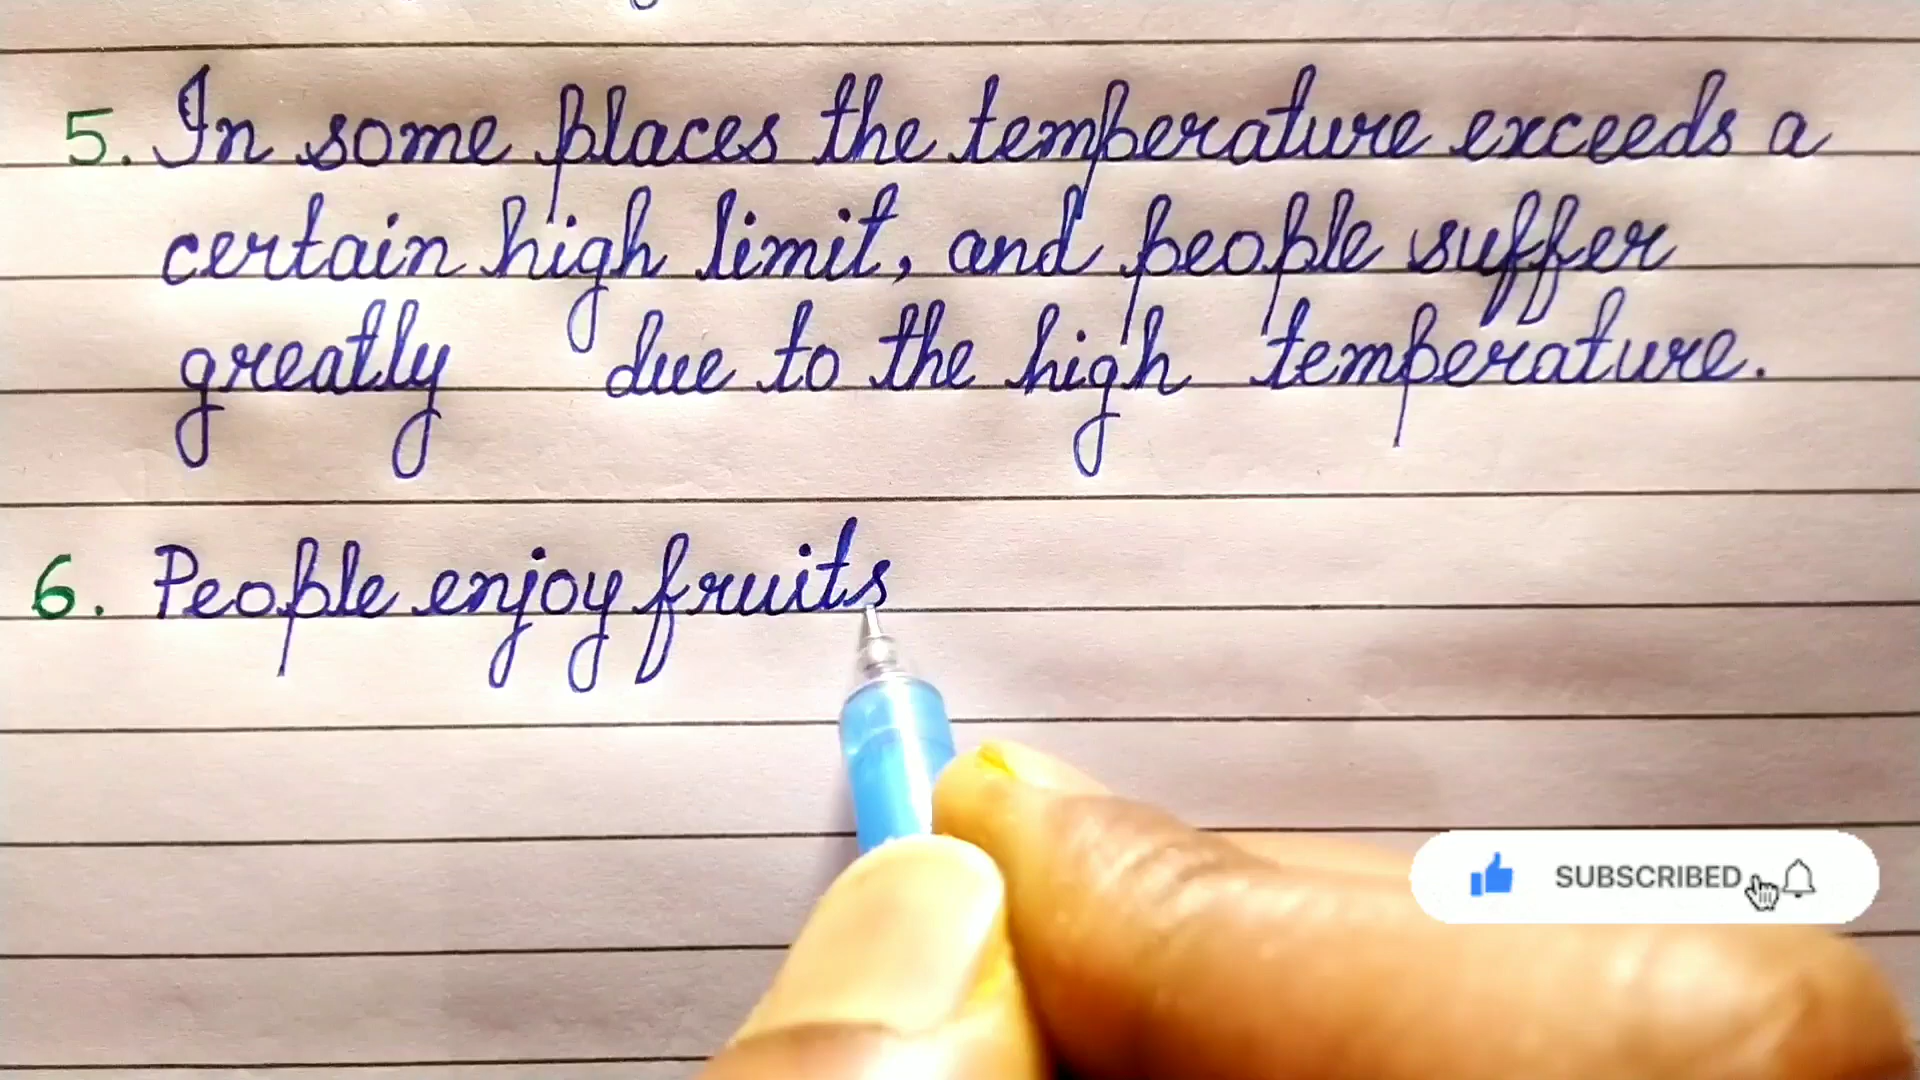 5. In some places the temperature exceeds a
certain high limit, and people suffer
greatly due to the high temperature.
6. People enjoy fruits
SUBSCRIBED